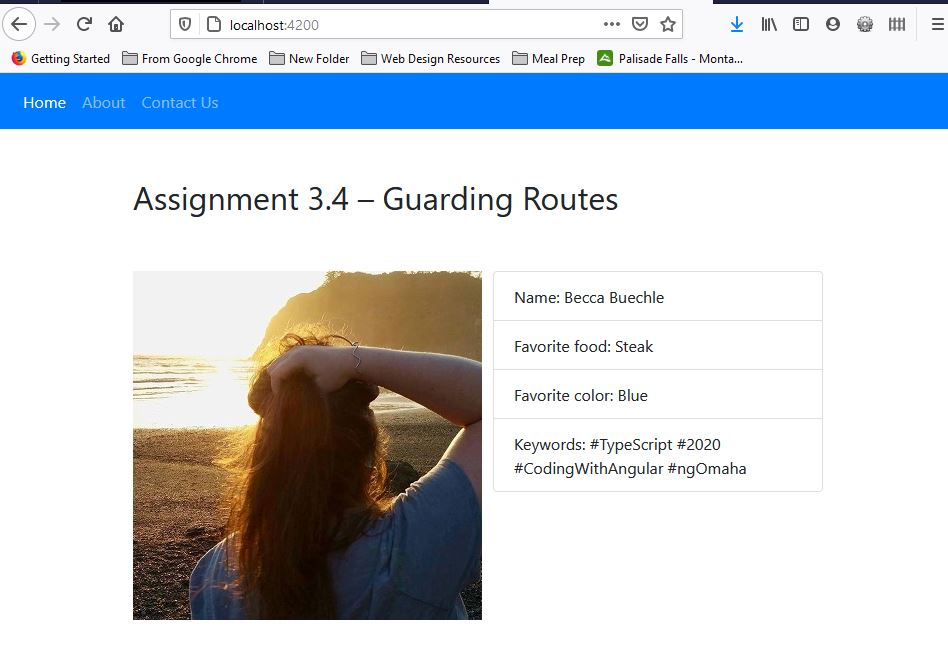 localhost:4200
Getting Started From Google Chrome New Folder Web Design Resources Meal Prep Palisade Falls - Monta...
Home About Contact Us
Assignment 3.4 – Guarding Routes
Name: Becca Buechle
Favorite food: Steak
Favorite color: Blue
Keywords: #TypeScript #2020
#CodingWithAngular #ngOmaha